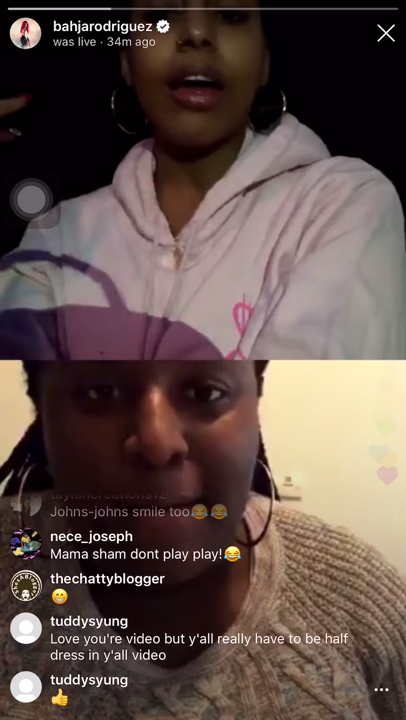 bahjarodriguez
was live · 34m ago
taylahcreationsvz
Johns-johns smile too😂😂
nece_joseph
Mama sham dont play play!😂
thechattyblogger
😁
tuddysyung
Love you're video but y'all really have to be half
dress in y'all video
tuddysyung
👍